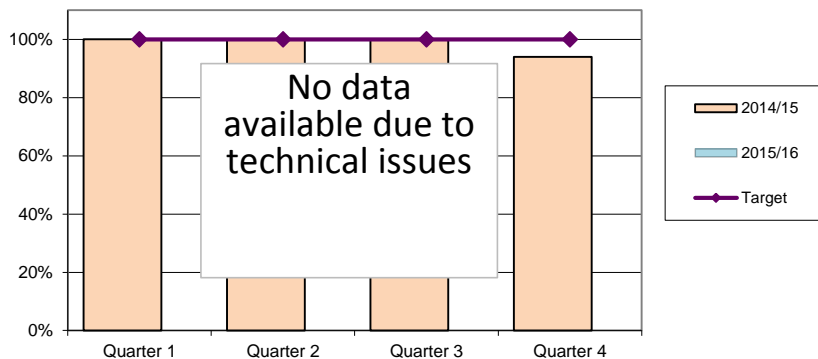 100%
80%
60%
40%
20%
0%
No data
available due to
technical issues
Quarter 1
Quarter 2
Quarter 3
Quarter 4
2014/15
2015/16
Target